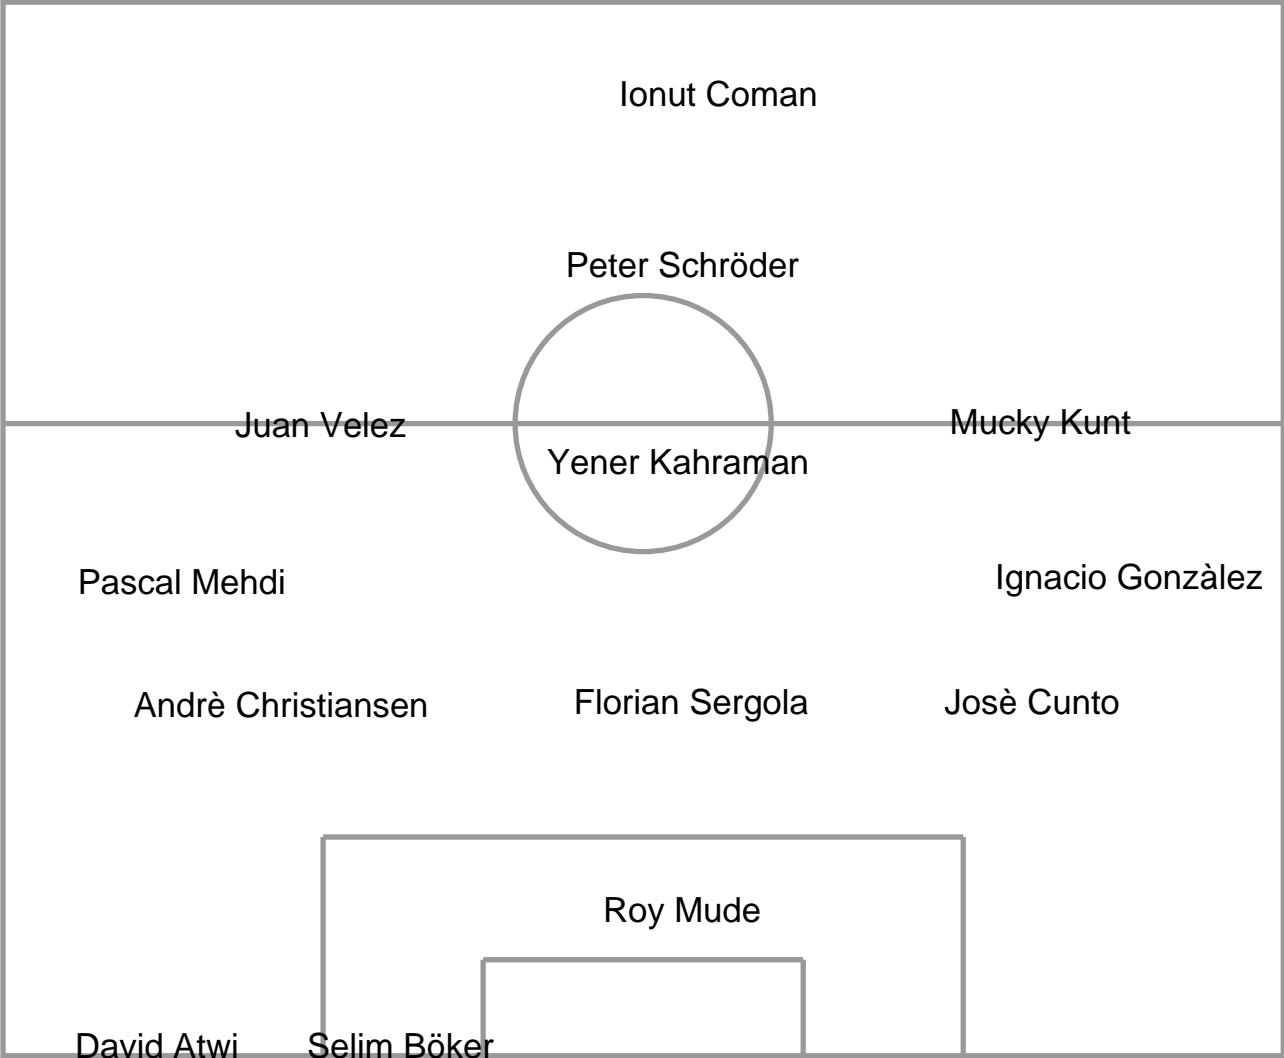 Ionut Coman
Peter Schröder
Juan Velez
Mucky Kunt
Yener Kahraman
Pascal Mehdi
Ignacio Gonzàlez
Andrè Christiansen
Florian Sergola
Josè Cunto
Roy Mude
David Atwi
Selim Böker